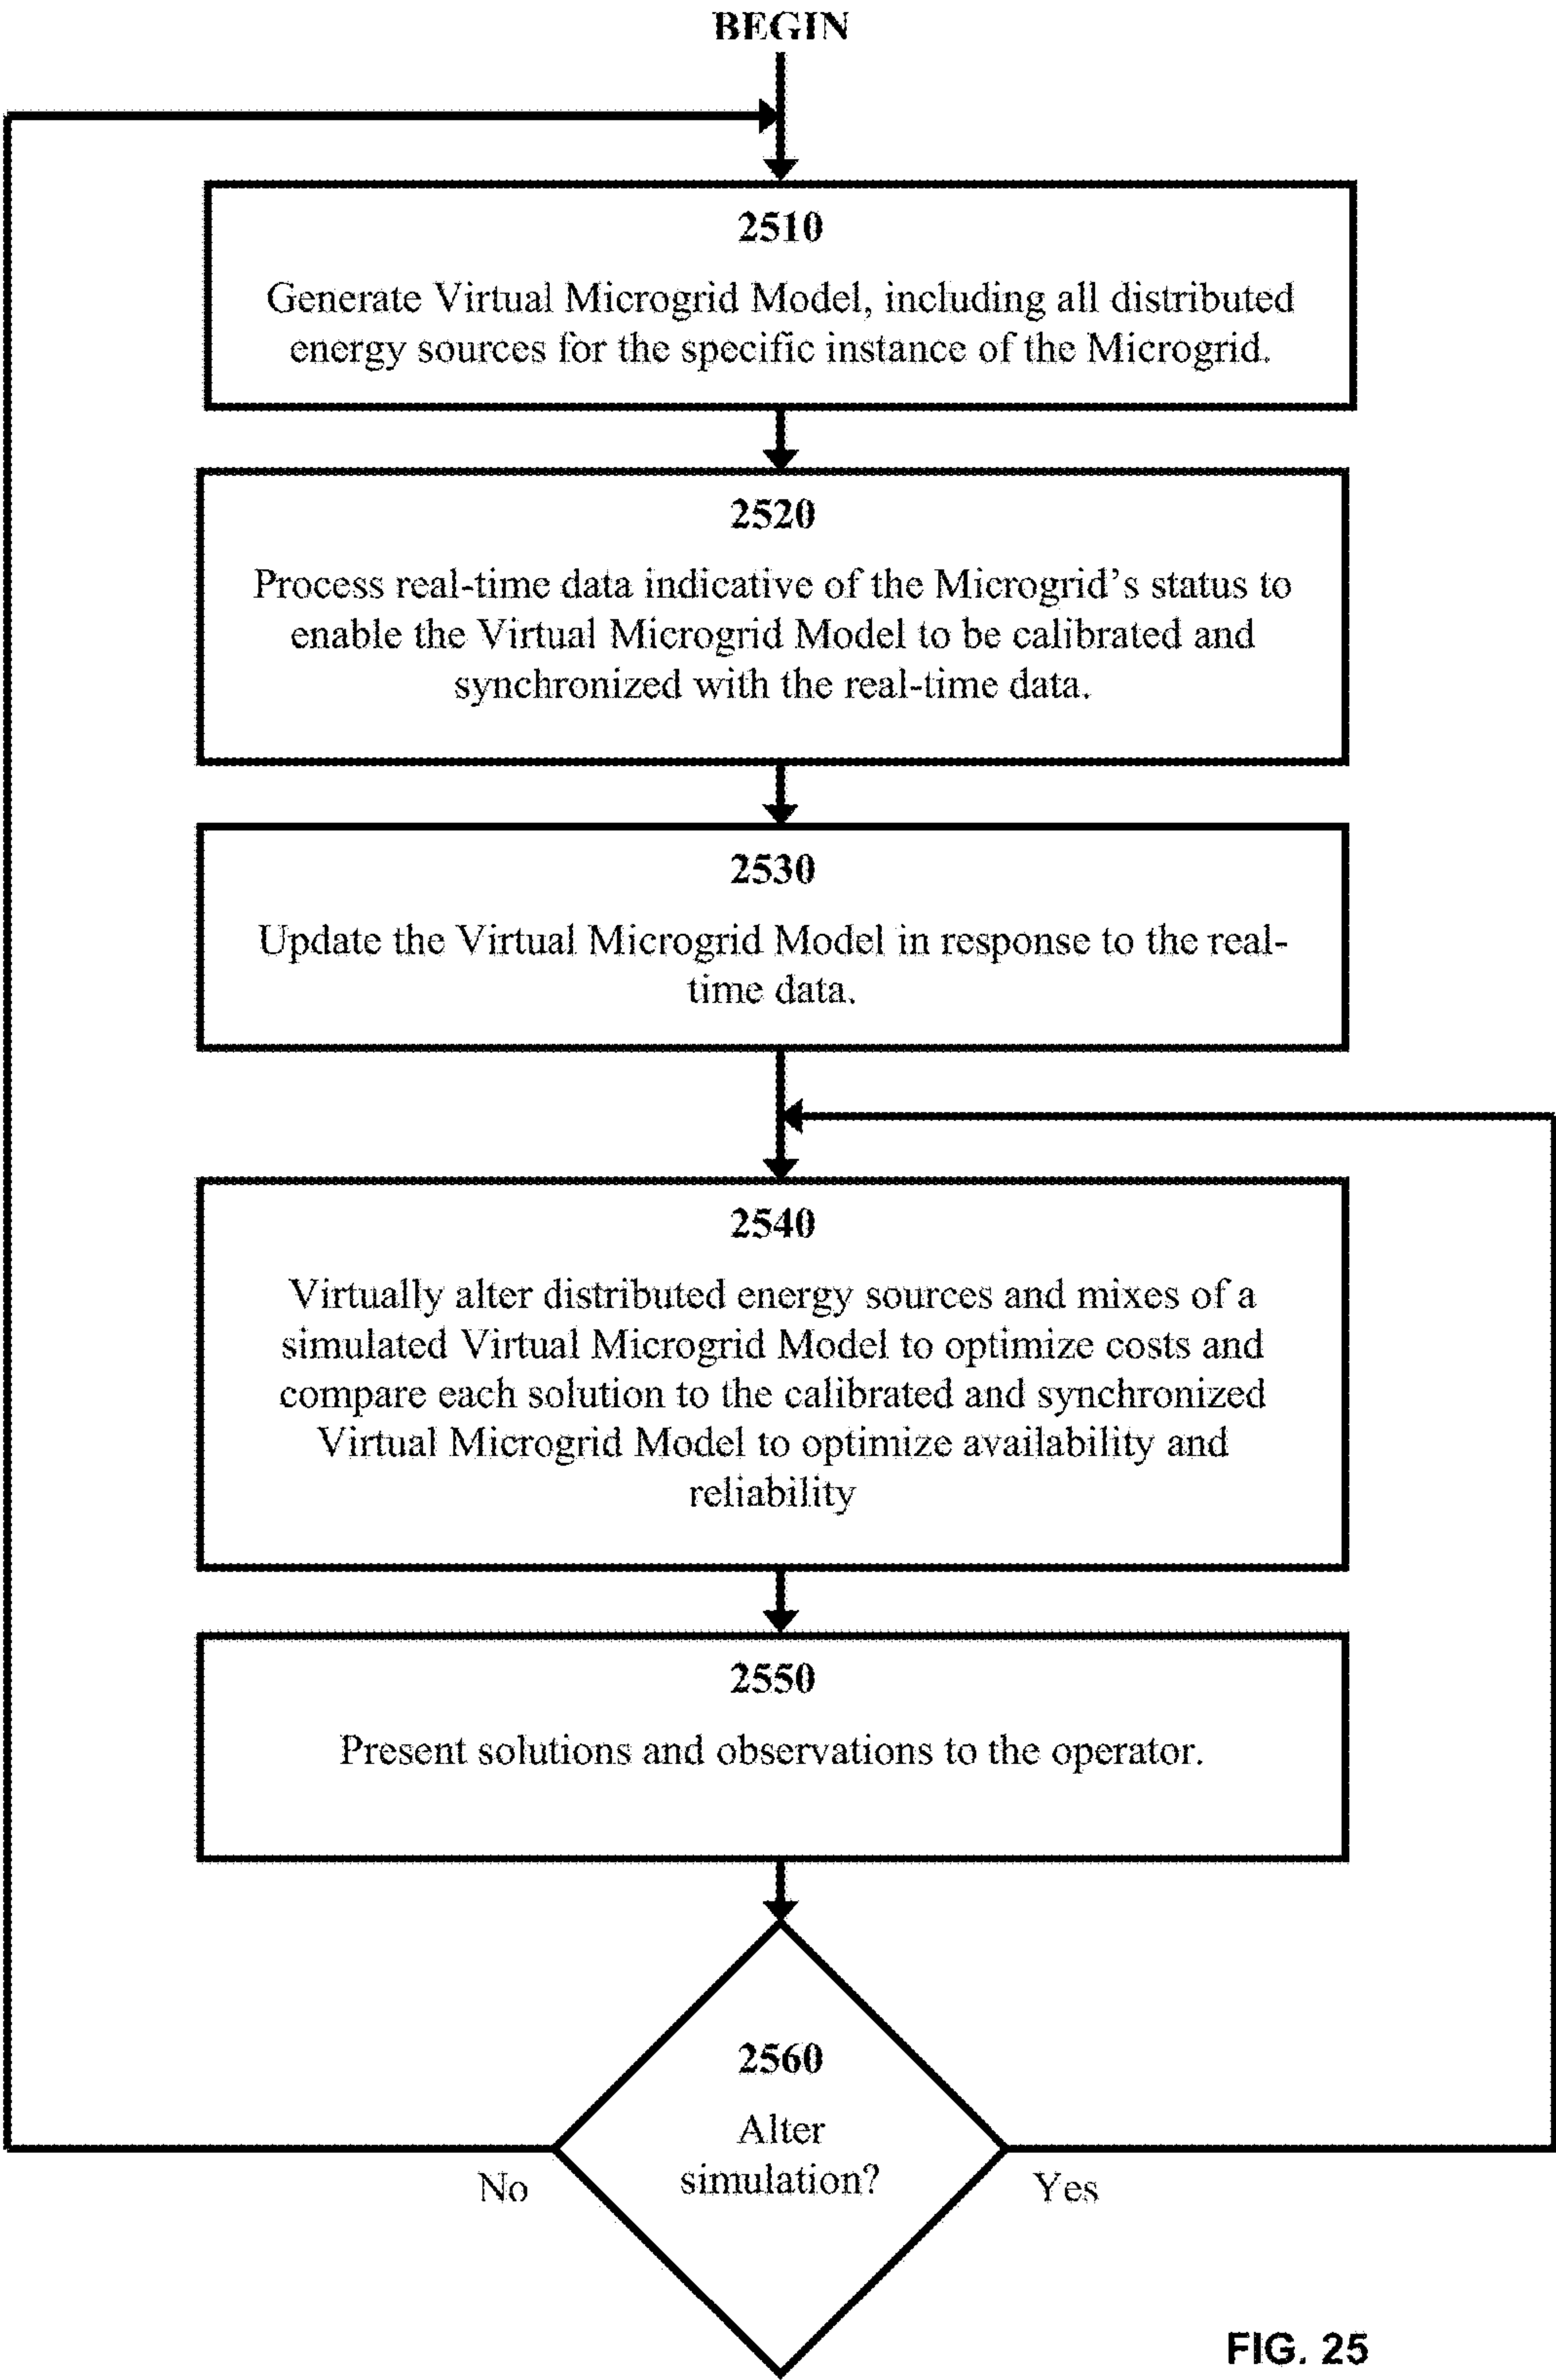 BEGIN
2510
Generate Virtual Microgrid Model, including all distributed
energy sources for the specific instance of the Microgrid.
2520
Process real-time data indicative of the Microgrid’s status to
enable the Virtual Microgrid Model to be calibrated and
synchronized with the real-time data.
2530
Update the Virtual Microgrid Model in response to the real-
time data.
2540
Virtually alter distributed energy sources and mixes of a
simulated Virtual Microgrid Model to optimize costs and
compare each solution to the calibrated and synchronized
Virtual Microgrid Model to optimize availability and
reliability
2550
Present solutions and observations to the operator.
2560
Alter
simulation?
No
Yes
FIG. 25